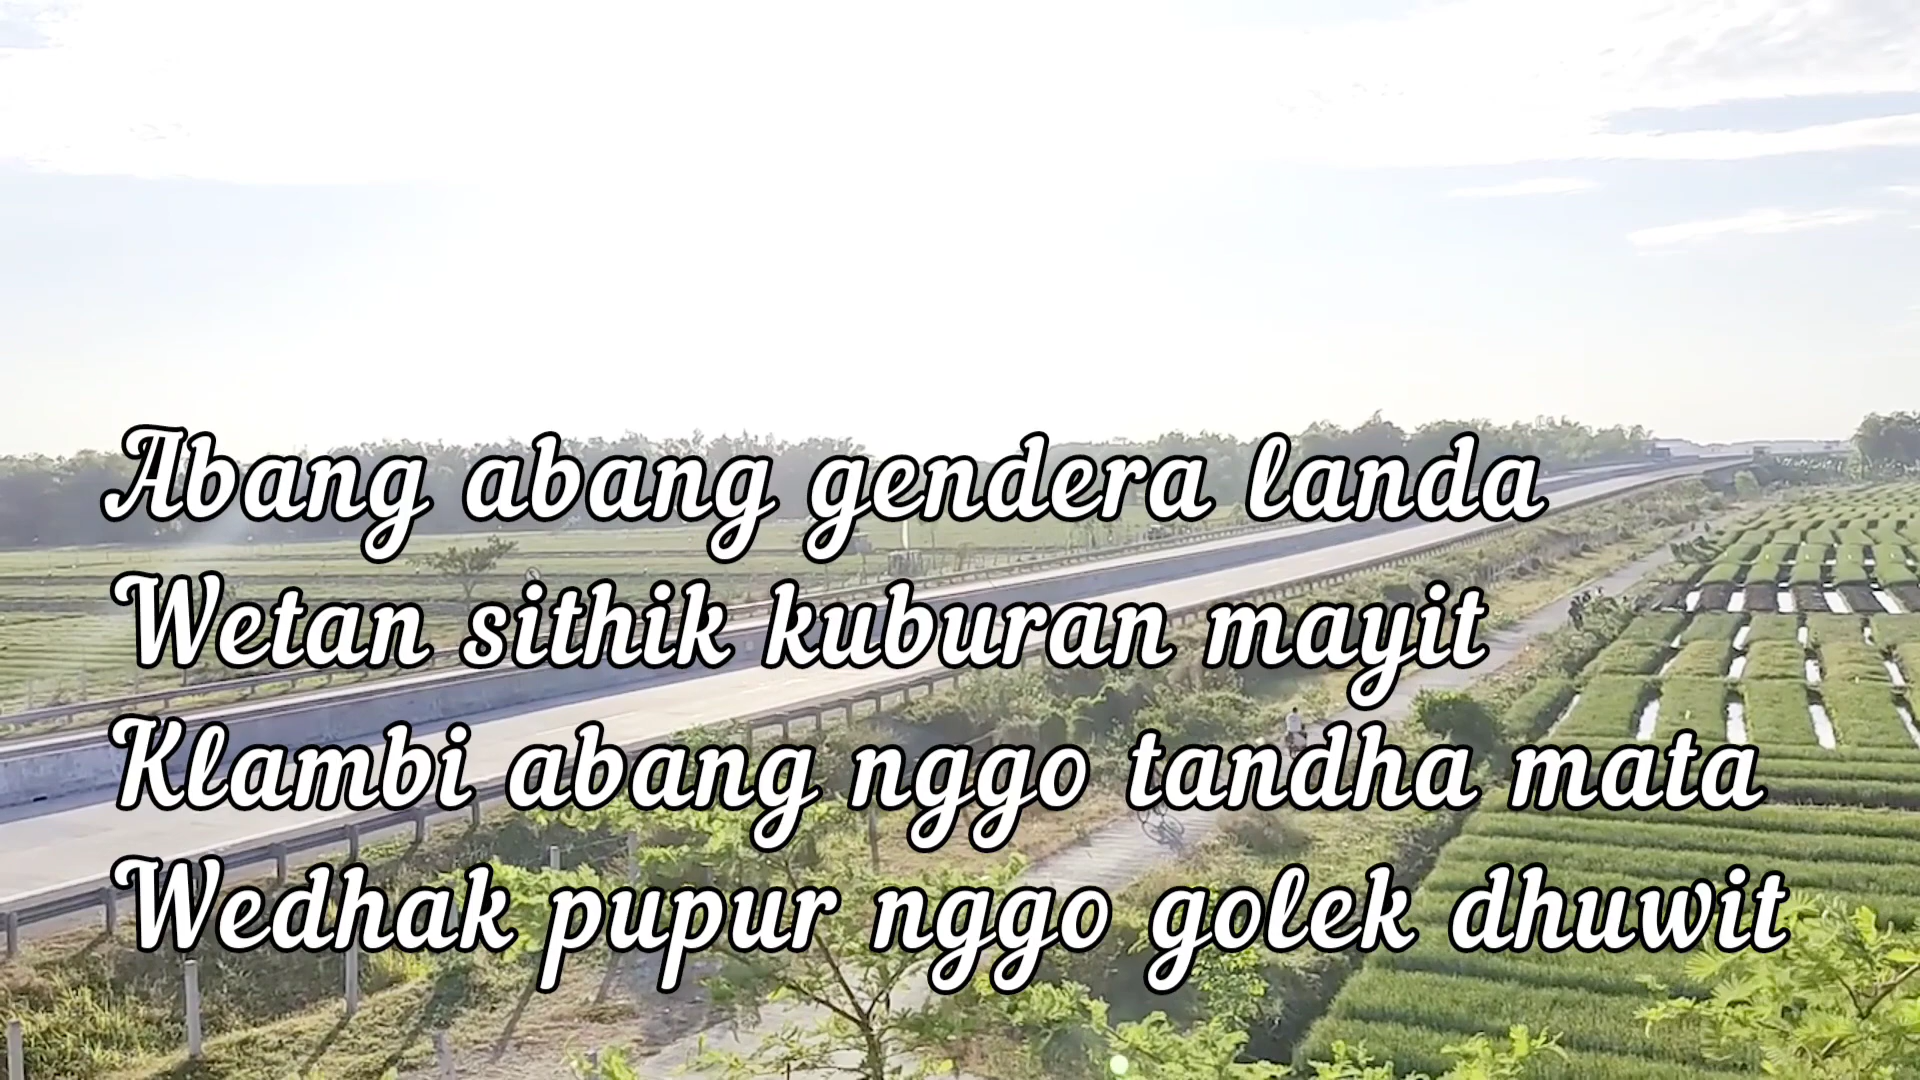 Abang abang gendera landa
Wetan sithik kuburan mayit
Klambi abang nggo tandha mata
Wedhak pupur nggo golek dhuwit